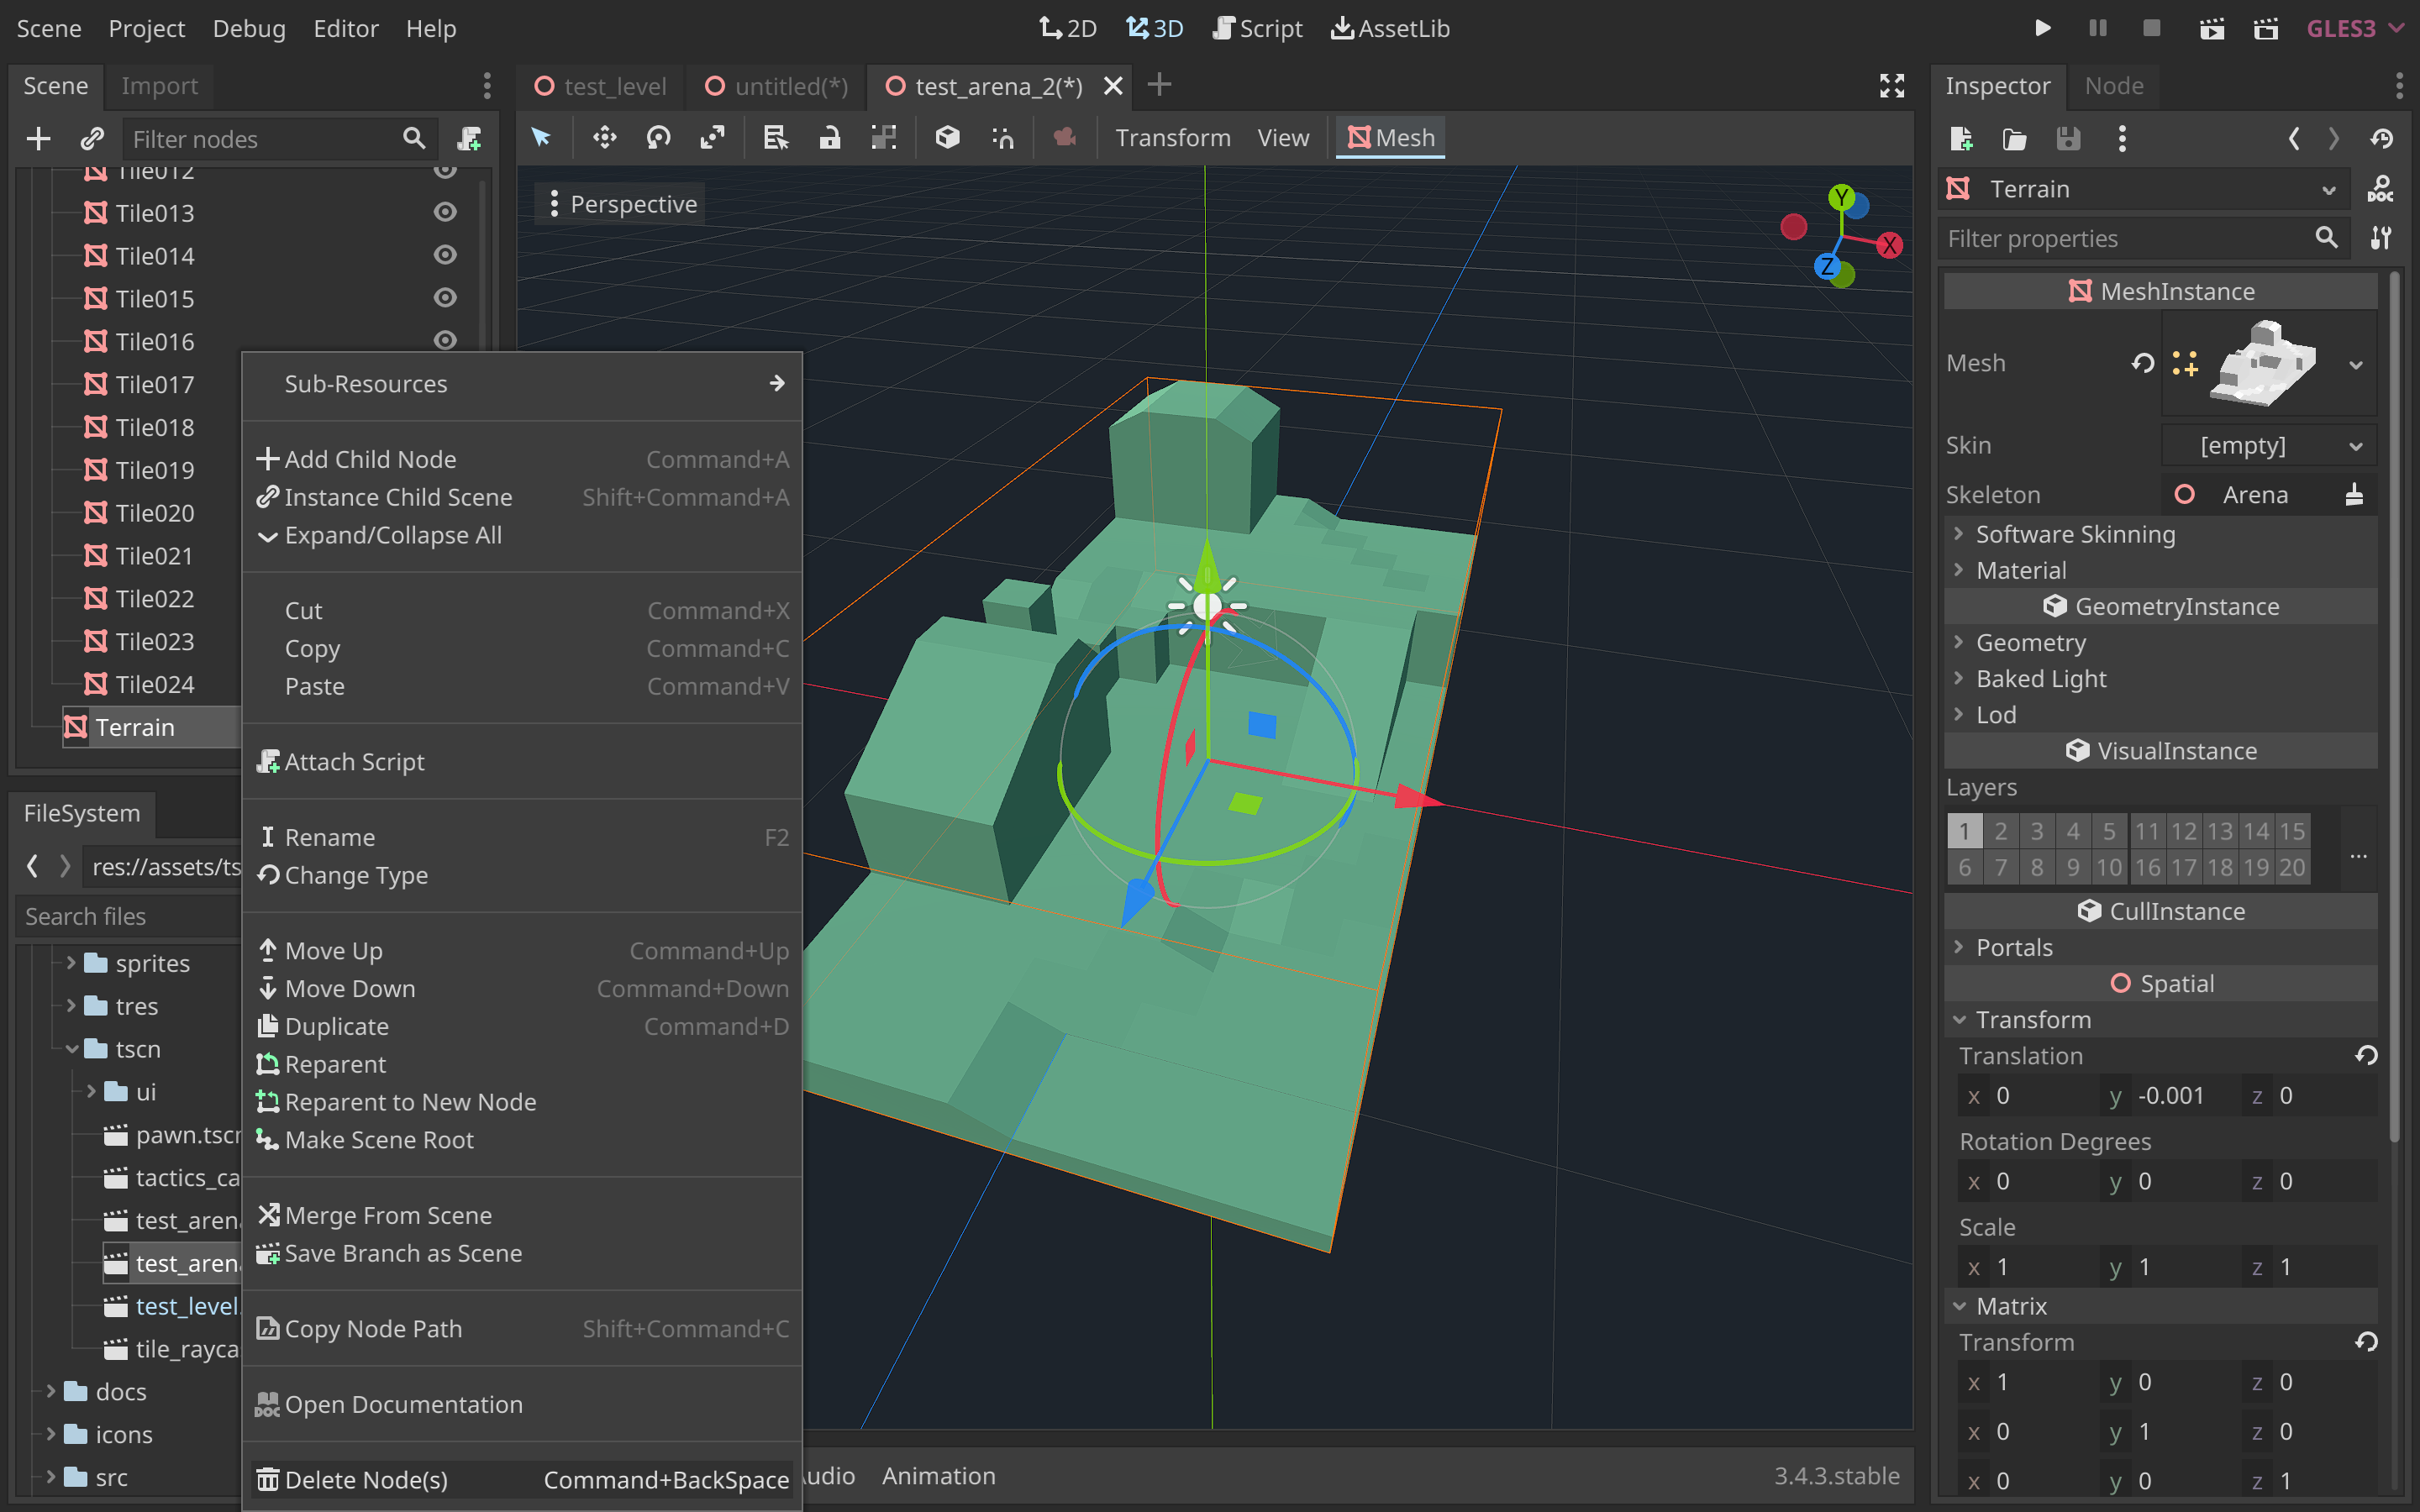 Scene Project Debug Editor Help
2D 3D Script AssetLib
GLES3
Scene Import
Filter nodes
Tile012
Tile013
Tile014
Tile015
Tile016
Tile017
Tile018
Tile019
Tile020
Tile021
Tile022
Tile023
Tile024
Terrain
FileSystem
res://assets/ts
Search files
sprites
tres
tscn
ui
pawn.tscn
tactics_ca
test_arena
test_arena
test_level.
tile_rayca
docs
icons
src
Sub-Resources
Add Child Node Command+A
Instance Child Scene Shift+Command+A
Expand/Collapse All
Cut Command+X
Copy Command+C
Paste Command+V
Attach Script
Rename F2
Change Type
Move Up Command+Up
Move Down Command+Down
Duplicate Command+D
Reparent
Reparent to New Node
Make Scene Root
Merge From Scene
Save Branch as Scene
Copy Node Path Shift+Command+C
DOC Open Documentation
Delete Node(s) Command+BackSpace
test_level untitled(*) test_arena_2(*)
Transform View Mesh
Perspective
Y
X
Z
Audio Animation 3.4.3.stable
Inspector Node
Terrain DOC
Filter properties
MeshInstance
Mesh
Skin [empty]
Skeleton Arena
Software Skinning
Material
GeometryInstance
Geometry
Baked Light
Lod
VisualInstance
Layers
1 2 3 4 5 11 12 13 14 15
6 7 8 9 10 16 17 18 19 20
...
CullInstance
Portals
Spatial
Transform
Translation
x 0 y -0.001 z 0
Rotation Degrees
x 0 y 0 z 0
Scale
x 1 y 1 z 1
Matrix
Transform
x 1 y 0 z 0
x 0 y 1 z 0
x 0 y 0 z 1